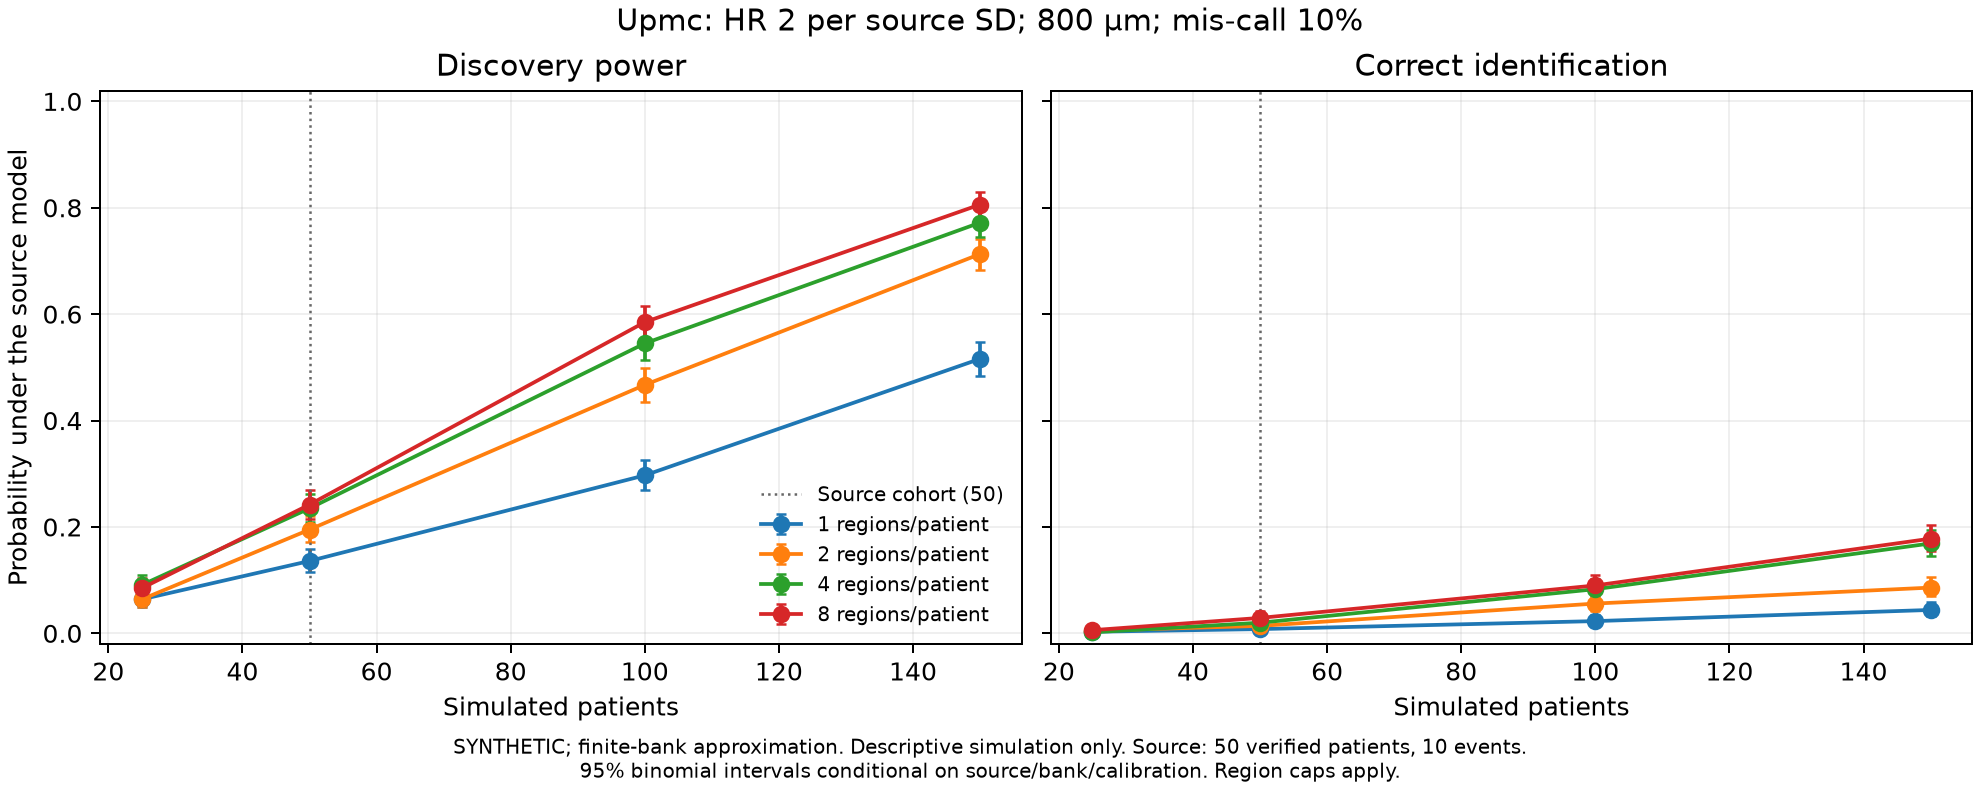 Upmc: HR 2 per source SD; 800 μm; mis-call 10%
Discovery power
Correct identification
Probability under the source model
1.0
0.8
0.6
0.4
0.2
0.0
Source cohort (50)
1 regions/patient
2 regions/patient
4 regions/patient
8 regions/patient
20 40 60 80 100 120 140
20 40 60 80 100 120 140
Simulated patients
Simulated patients
SYNTHETIC; finite-bank approximation. Descriptive simulation only. Source: 50 verified patients, 10 events.
95% binomial intervals conditional on source/bank/calibration. Region caps apply.